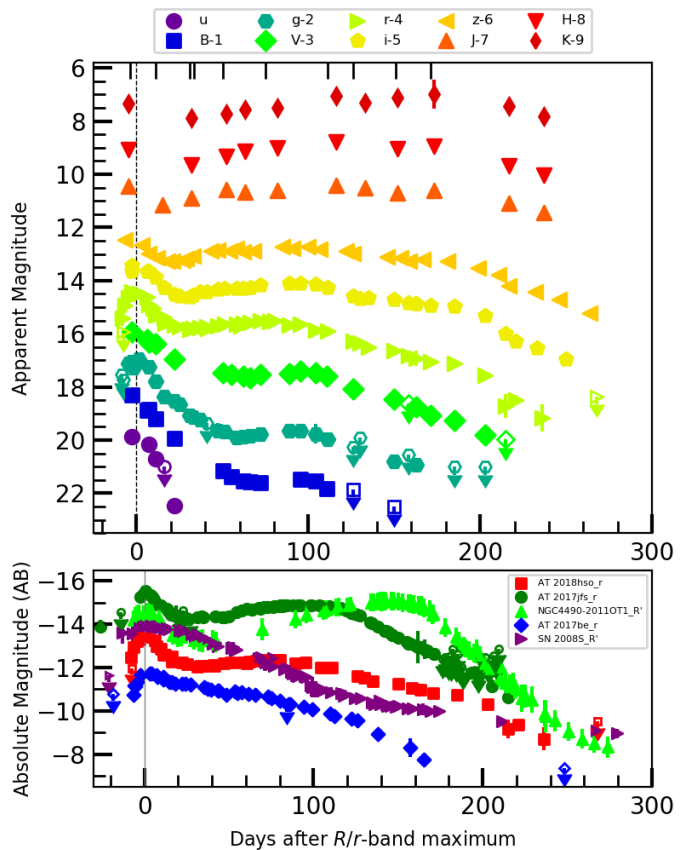 u g-2 r-4 z-6 H-8
B-1 V-3 i-5 J-7 K-9
6
8
10
12
14
16
18
20
22
Apparent Magnitude
0 100 200 300
AT 2018hso_r
AT 2017jfs_r
NGC4490-2011OT1_R'
AT 2017be_r
SN 2008S_R'
−16
−14
−12
−10
−8
Absolute Magnitude (AB)
0 100 200 300
Days after R/r-band maximum